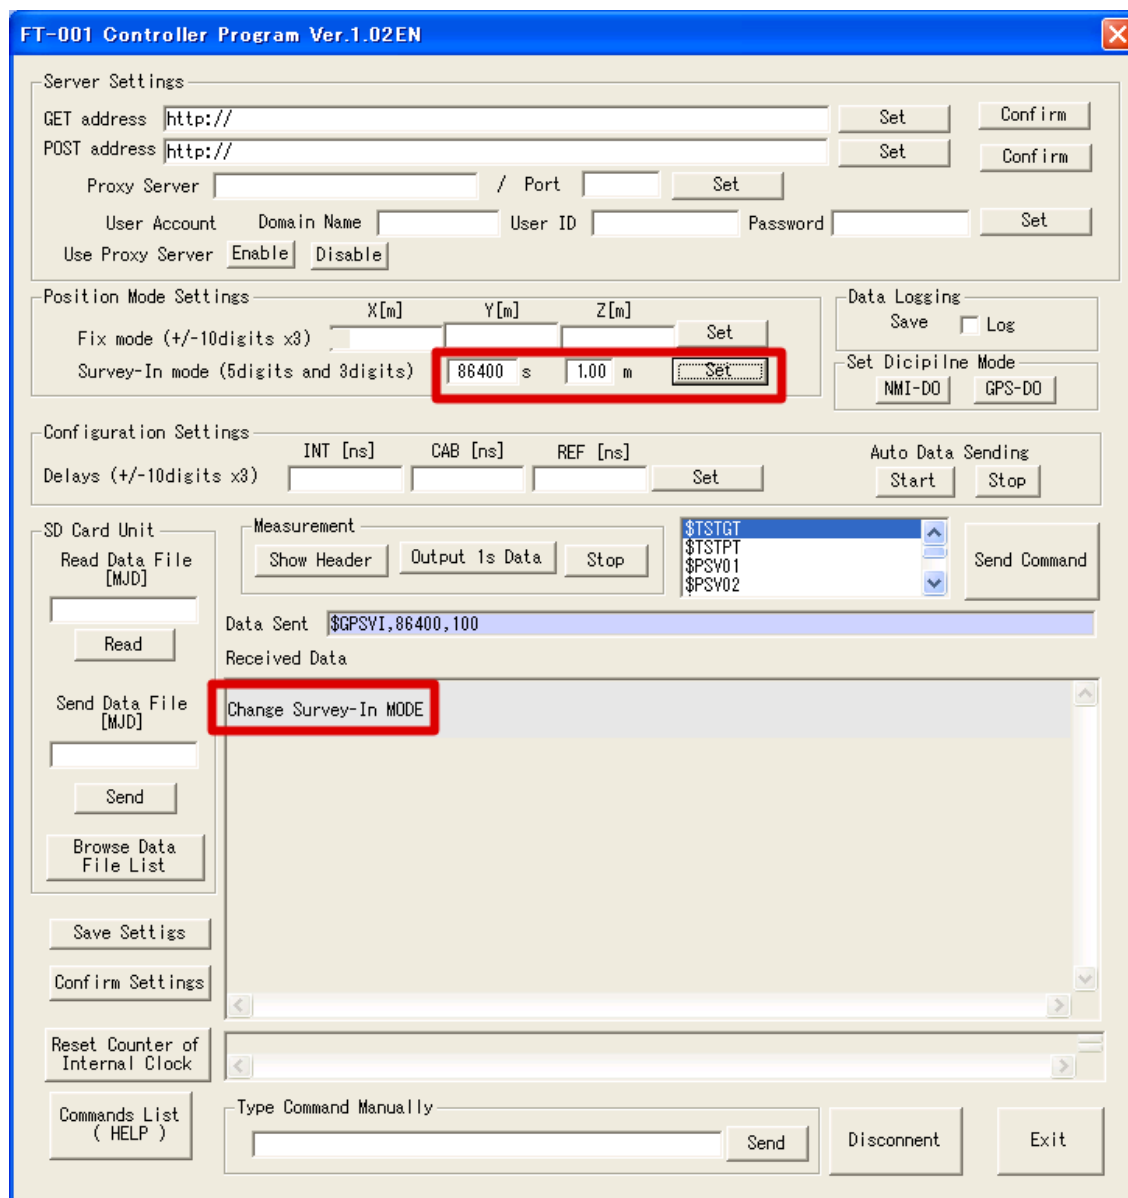 FT-001 Controller Program Ver.1.02EN
Server Settings
GET address http:// Set Confirm
POST address http:// Set Confirm
Proxy Server / Port Set
User Account Domain Name User ID Password Set
Use Proxy Server Enable Disable
Position Mode Settings
X[m] Y[m] Z[m]
Fix mode (+/-10digits x3) Set
Survey-In mode (5digits and 3digits) 86400 s 1.00 m Set
Data Logging
Save Log
Set Dicipilne Mode
NMI-DO GPS-DO
Configuration Settings
INT [ns] CAB [ns] REF [ns]
Delays (+/-10digits x3) Set
Auto Data Sending
Start Stop
SD Card Unit
Read Data File
[MJD]
Read
Send Data File
[MJD]
Send
Browse Data
File List
Measurement
Show Header Output 1s Data Stop
$TSTGT
$TSTPT
$PSV01
$PSV02
Send Command
Data Sent $GPSVI,86400,100
Received Data
Change Survey-In MODE
Save Settigs
Confirm Settings
Reset Counter of
Internal Clock
Commands List
( HELP )
Type Command Manually
Send
Disconnent
Exit